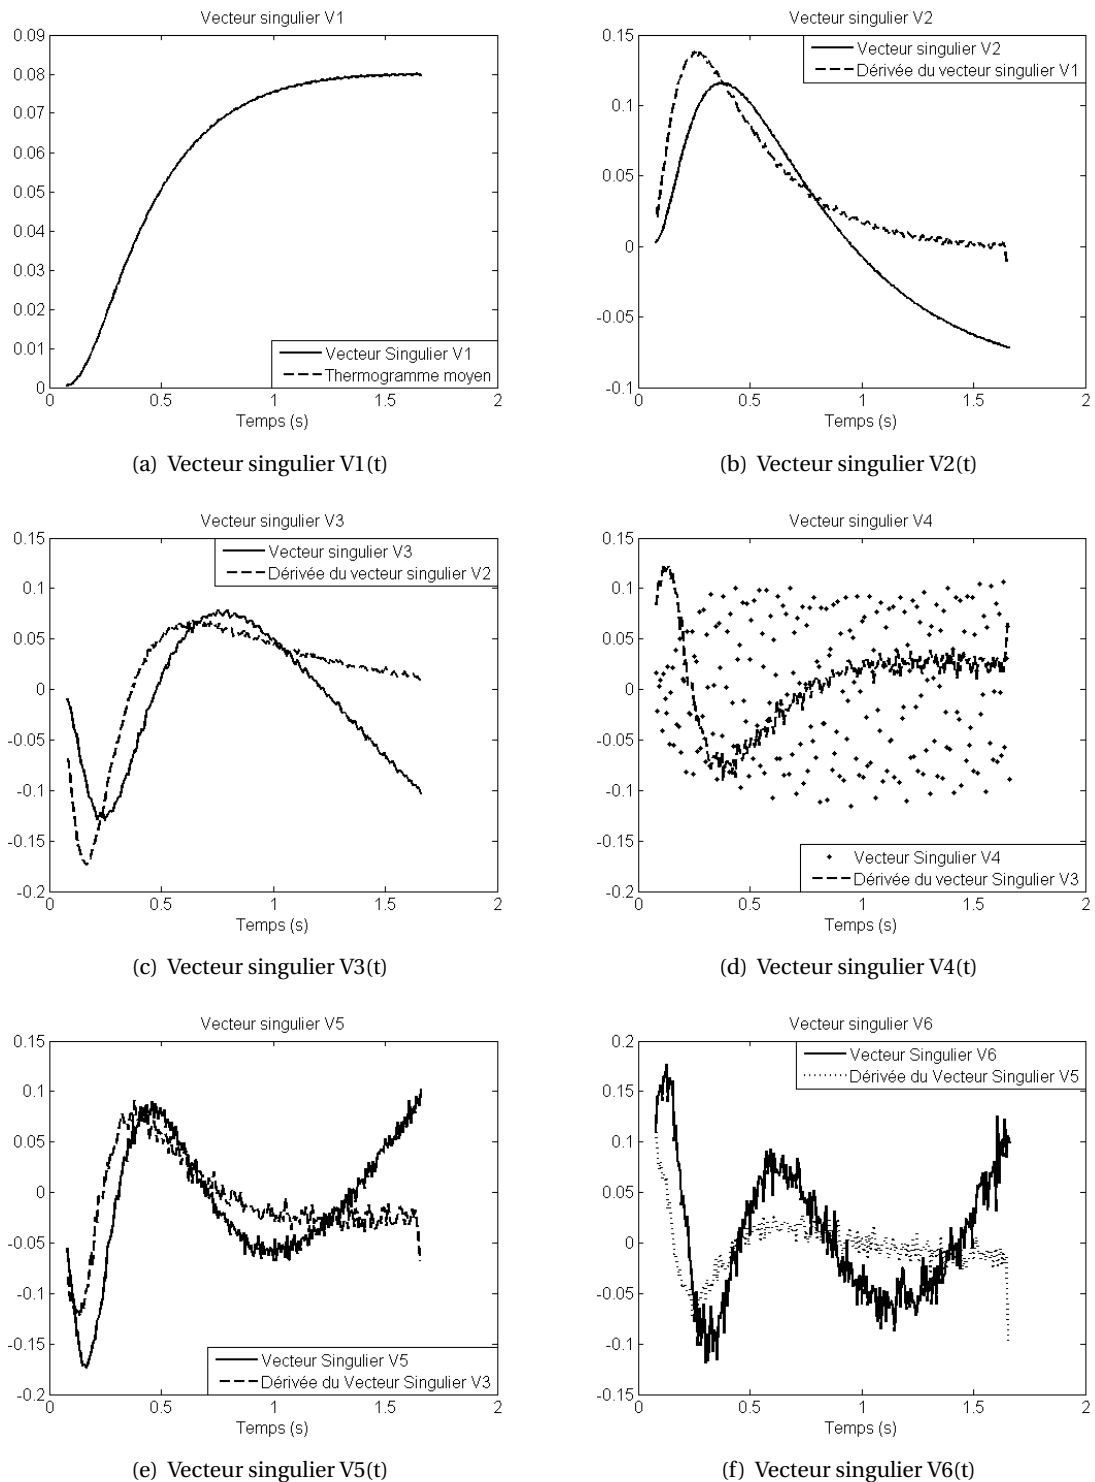 Vecteur singulier V1
0.09
0.08
0.07
0.06
0.05
0.04
0.03
0.02
0.01
0
0 0.5 1 1.5 2
Temps (s)
Vecteur Singulier V1
Thermogramme moyen
(a) Vecteur singulier V1(t)
Vecteur singulier V2
0.15
0.1
0.05
0
-0.05
-0.1
0 0.5 1 1.5 2
Temps (s)
Vecteur singulier V2
Dérivée du vecteur singulier V1
(b) Vecteur singulier V2(t)
Vecteur singulier V3
0.15
0.1
0.05
0
-0.05
-0.1
-0.15
-0.2
0 0.5 1 1.5 2
Temps (s)
Vecteur singulier V3
Dérivée du vecteur singulier V2
(c) Vecteur singulier V3(t)
Vecteur singulier V4
0.15
0.1
0.05
0
-0.05
-0.1
-0.15
-0.2
0 0.5 1 1.5 2
Temps (s)
Vecteur Singulier V4
Dérivée du vecteur Singulier V3
(d) Vecteur singulier V4(t)
Vecteur singulier V5
0.15
0.1
0.05
0
-0.05
-0.1
-0.15
-0.2
0 0.5 1 1.5 2
Temps (s)
Vecteur Singulier V5
Dérivée du Vecteur Singulier V3
(e) Vecteur singulier V5(t)
Vecteur singulier V6
0.2
0.15
0.1
0.05
0
-0.05
-0.1
-0.15
0 0.5 1 1.5 2
Temps (s)
Vecteur Singulier V6
Dérivée du Vecteur Singulier V5
(f) Vecteur singulier V6(t)